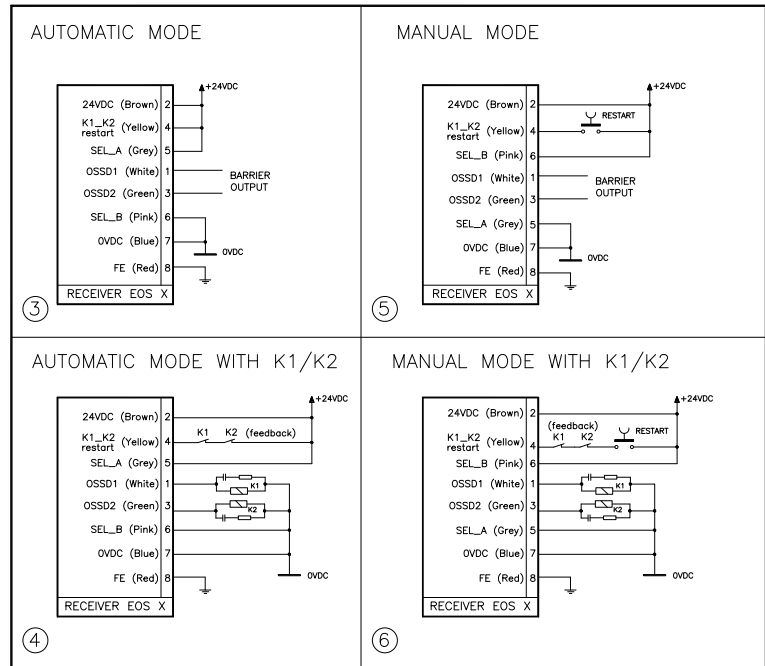 AUTOMATIC MODE
+24VDC
24VDC (Brown) 2
K1_K2
restart (Yellow) 4
SEL_A (Grey) 5
OSSD1 (White) 1
BARRIER
OUTPUT
OSSD2 (Green) 3
SEL_B (Pink) 6
0VDC (Blue) 7
0VDC
FE (Red) 8
RECEIVER EOS X
3
MANUAL MODE
+24VDC
24VDC (Brown) 2
RESTART
K1_K2
restart (Yellow) 4
SEL_B (Pink) 6
OSSD1 (White) 1
BARRIER
OUTPUT
OSSD2 (Green) 3
SEL_A (Grey) 5
0VDC (Blue) 7
0VDC
FE (Red) 8
RECEIVER EOS X
5
AUTOMATIC MODE WITH K1/K2
+24VDC
24VDC (Brown) 2
K1 K2 (feedback)
K1_K2
restart (Yellow) 4
SEL_A (Grey) 5
OSSD1 (White) 1
K1
OSSD2 (Green) 3
K2
SEL_B (Pink) 6
0VDC (Blue) 7
0VDC
FE (Red) 8
RECEIVER EOS X
4
MANUAL MODE WITH K1/K2
+24VDC
24VDC (Brown) 2
(feedback)
K1 K2 RESTART
K1_K2
restart (Yellow) 4
SEL_B (Pink) 6
OSSD1 (White) 1
K1
OSSD2 (Green) 3
K2
SEL_A (Grey) 5
0VDC (Blue) 7
0VDC
FE (Red) 8
RECEIVER EOS X
6